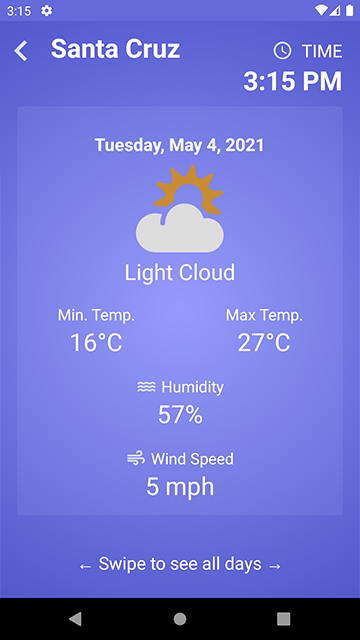 3:15
Santa Cruz
TIME
3:15 PM
Tuesday, May 4, 2021
Light Cloud
Min. Temp.
Max Temp.
16°C
27°C
Humidity
57%
Wind Speed
5 mph
← Swipe to see all days →